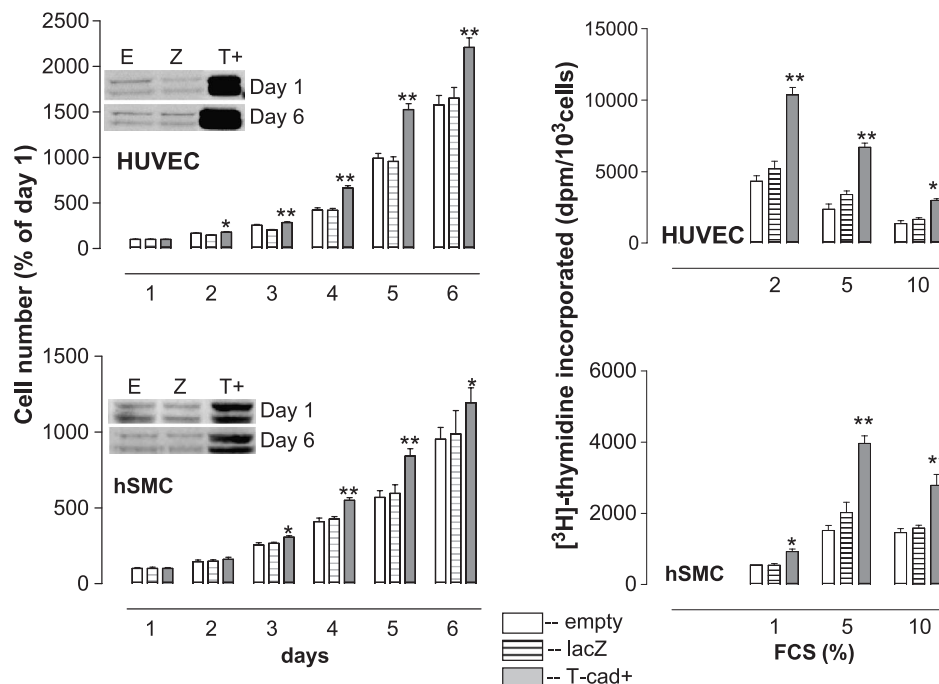 Cell number (% of day 1)
2500
2000
1500
1000
500
0
E Z T+
Day 1
Day 6
HUVEC
* ** ** ** **
1 2 3 4 5 6
1500
1000
500
0
E Z T+
Day 1
Day 6
hSMC
* ** ** *
1 2 3 4 5 6
days
[³H]-thymidine incorporated (dpm/10³cells)
15000
10000
5000
0
** ** *
HUVEC
2 5 10
6000
4000
2000
0
* ** *
hSMC
1 5 10
FCS (%)
-- empty
-- lacZ
-- T-cad+